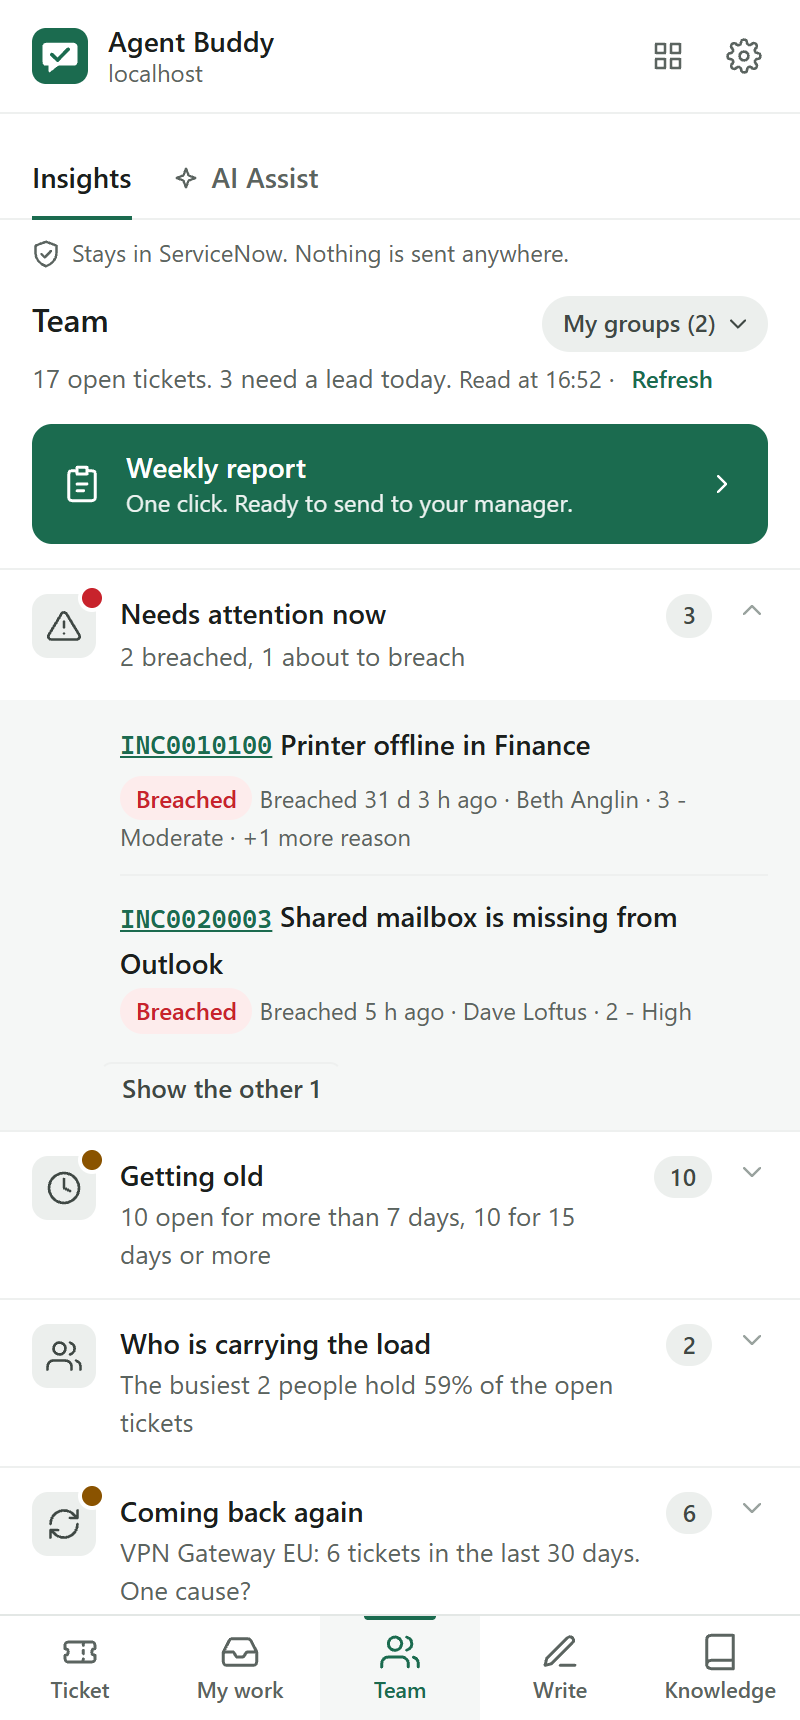 Agent Buddy
localhost
Insights
AI Assist
Stays in ServiceNow. Nothing is sent anywhere.
Team
My groups (2)
17 open tickets. 3 need a lead today. Read at 16:52 · Refresh
Weekly report
One click. Ready to send to your manager.
Needs attention now
3
2 breached, 1 about to breach
INC0010100 Printer offline in Finance
Breached Breached 31 d 3 h ago · Beth Anglin · 3 -
Moderate · +1 more reason
INC0020003 Shared mailbox is missing from
Outlook
Breached Breached 5 h ago · Dave Loftus · 2 - High
Show the other 1
Getting old
10
10 open for more than 7 days, 10 for 15
days or more
Who is carrying the load
2
The busiest 2 people hold 59% of the open
tickets
Coming back again
6
VPN Gateway EU: 6 tickets in the last 30 days.
One cause?
Ticket
My work
Team
Write
Knowledge